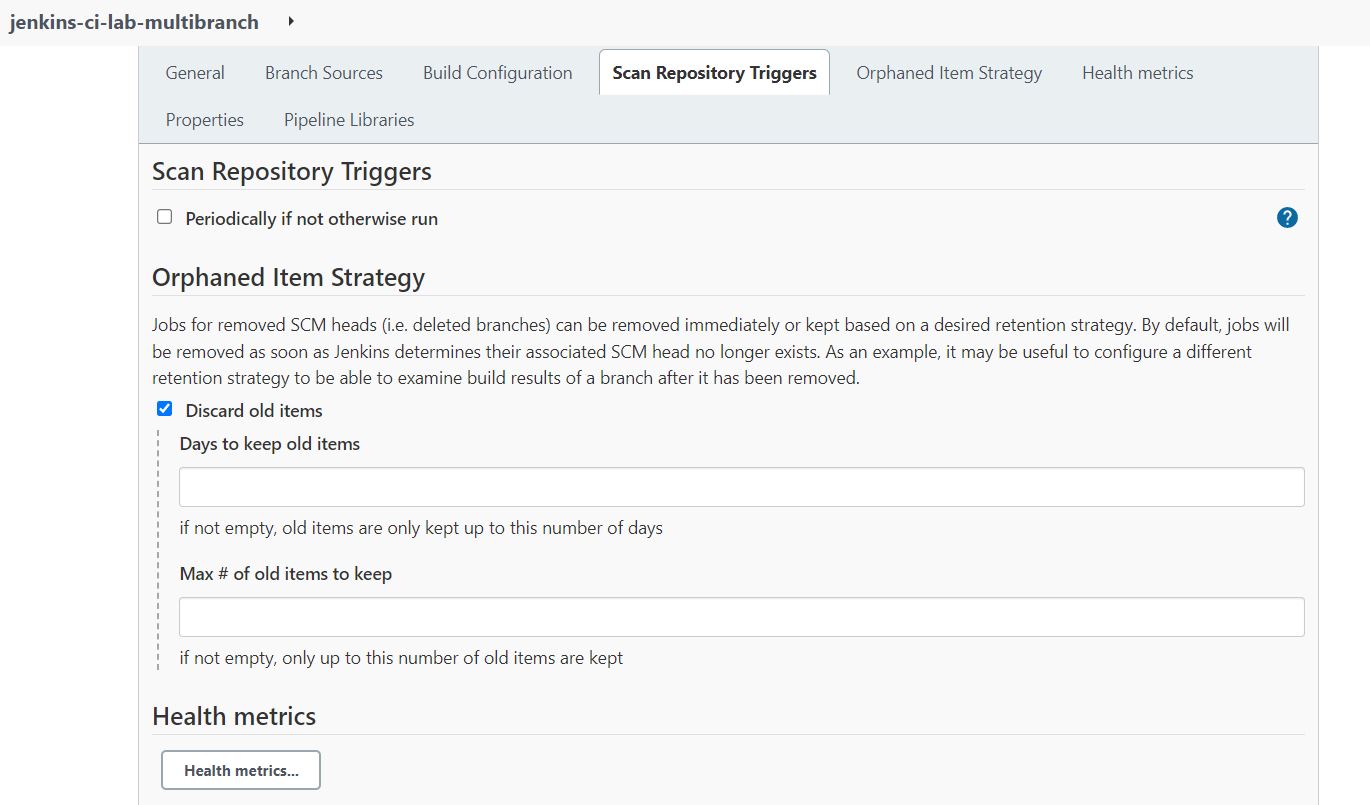 jenkins-ci-lab-multibranch
General Branch Sources Build Configuration Scan Repository Triggers Orphaned Item Strategy Health metrics
Properties Pipeline Libraries
Scan Repository Triggers
Periodically if not otherwise run
?
Orphaned Item Strategy
Jobs for removed SCM heads (i.e. deleted branches) can be removed immediately or kept based on a desired retention strategy. By default, jobs will
be removed as soon as Jenkins determines their associated SCM head no longer exists. As an example, it may be useful to configure a different
retention strategy to be able to examine build results of a branch after it has been removed.
Discard old items
Days to keep old items
if not empty, old items are only kept up to this number of days
Max # of old items to keep
if not empty, only up to this number of old items are kept
Health metrics
Health metrics...